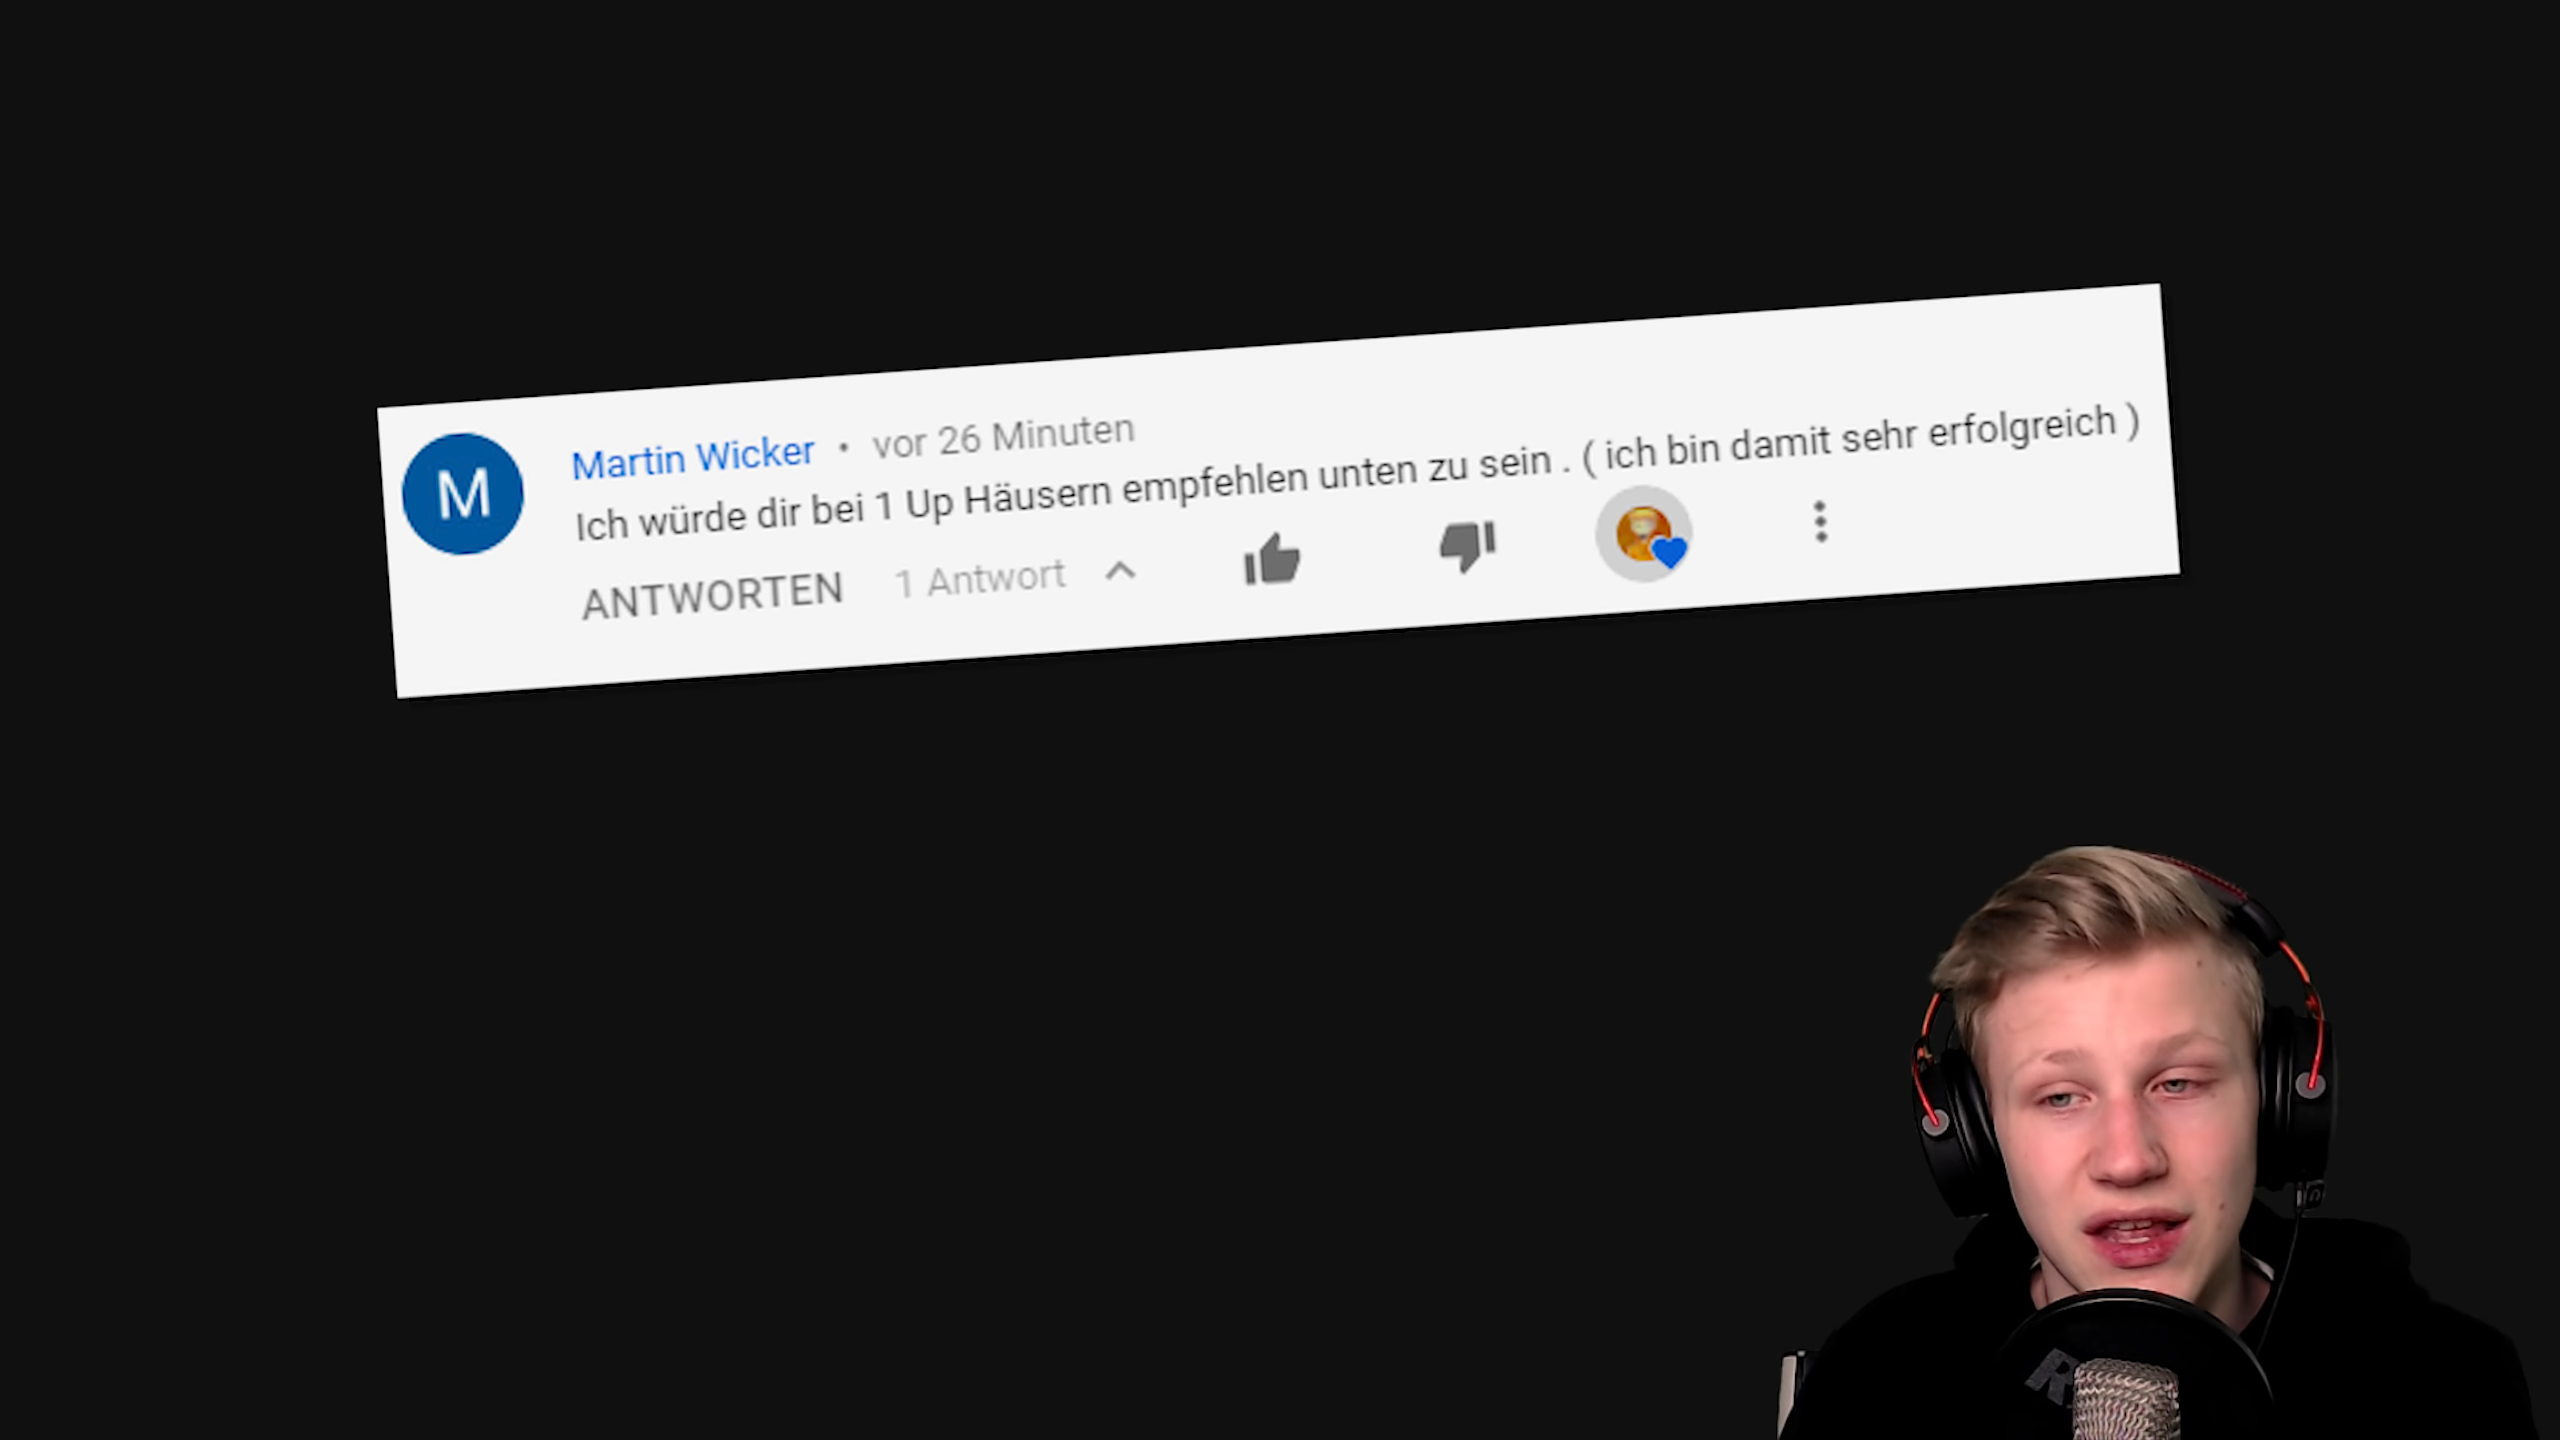 M
Martin Wicker • vor 26 Minuten
Ich würde dir bei 1 Up Häusern empfehlen unten zu sein . ( ich bin damit sehr erfolgreich )
ANTWORTEN 1 Antwort